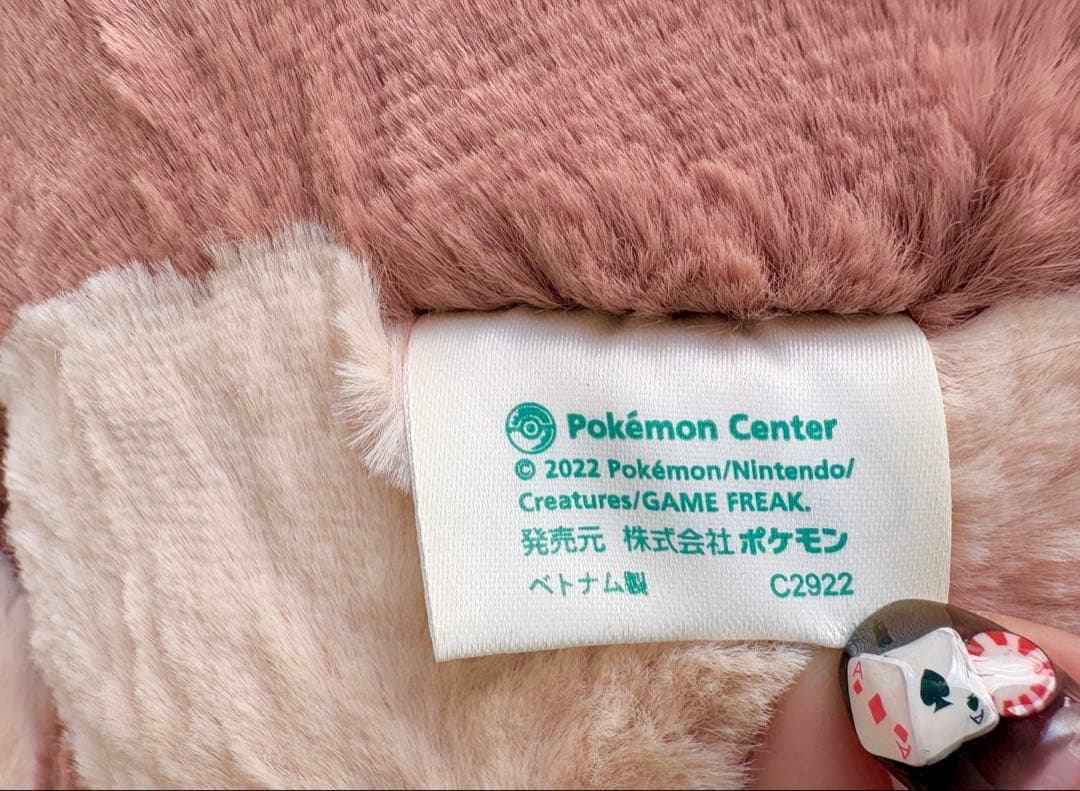 Pokémon Center
© 2022 Pokémon/Nintendo/
Creatures/GAME FREAK.
発売元 株式会社ポケモン
ベトナム製 C2922
A
A
A